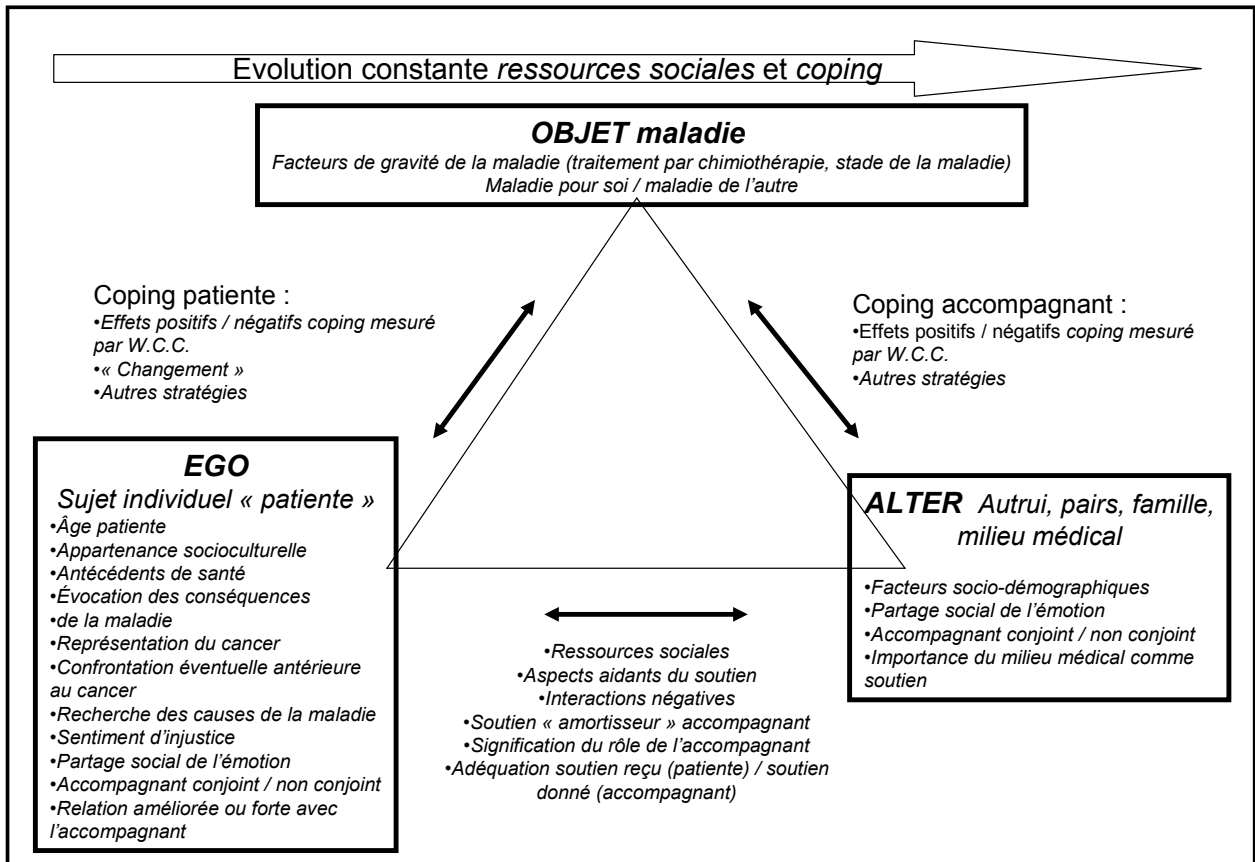 Evolution constante ressources sociales et coping
OBJET maladie
Facteurs de gravité de la maladie (traitement par chimiothérapie, stade de la maladie)
Maladie pour soi / maladie de l'autre
Coping patiente :
•Effets positifs / négatifs coping mesuré
par W.C.C.
•« Changement »
•Autres stratégies
Coping accompagnant :
•Effets positifs / négatifs coping mesuré
par W.C.C.
•Autres stratégies
EGO
Sujet individuel « patiente »
•Âge patiente
•Appartenance socioculturelle
•Antécédents de santé
•Évocation des conséquences
•de la maladie
•Représentation du cancer
•Confrontation éventuelle antérieure
au cancer
•Recherche des causes de la maladie
•Sentiment d'injustice
•Partage social de l'émotion
•Accompagnant conjoint / non conjoint
•Relation améliorée ou forte avec
l'accompagnant
•Ressources sociales
•Aspects aidants du soutien
•Interactions négatives
•Soutien « amortisseur » accompagnant
•Signification du rôle de l'accompagnant
•Adéquation soutien reçu (patiente) / soutien
donné (accompagnant)
ALTER Autrui, pairs, famille,
milieu médical
•Facteurs socio-démographiques
•Partage social de l'émotion
•Accompagnant conjoint / non conjoint
•Importance du milieu médical comme
soutien